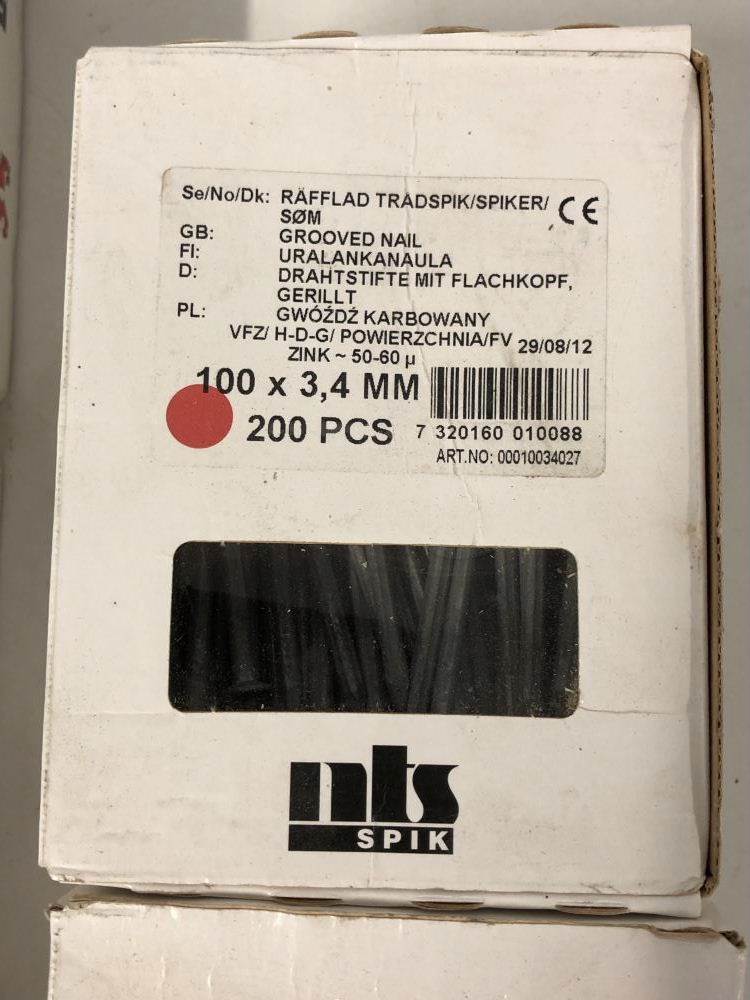 Se/No/Dk: RÄFFLAD TRADSPIK/SPIKER/ CE
SØM
GB: GROOVED NAIL
FI: URALANKANAULA
D: DRAHTSTIFTE MIT FLACHKOPF,
GERILLT
PL: GWÓŹDŹ KARBOWANY
VFZ/ H-D-G/ POWIERZCHNIA/FV 29/08/12
ZINK ~ 50-60 µ
100 x 3,4 MM
200 PCS 7 320160 010088
ART.NO: 00010034027
nts
SPIK